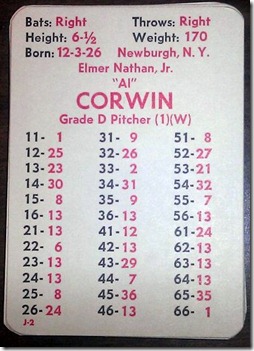 Bats: Right Throws: Right
Height: 6-½ Weight: 170
Born: 12-3-26 Newburgh, N. Y.
Elmer Nathan, Jr.
"Al"
CORWIN
Grade D Pitcher (1)(W)
11- 1 31- 9 51- 8
12-25 32-26 52-27
13-23 33- 2 53-21
14-30 34-31 54-32
15- 8 35- 9 55- 9
16-13 36-13 56-13
21-13 41-12 61-24
22- 6 42-13 62-13
23-13 43-29 63-13
24-13 44- 7 64-13
25- 8 45-36 65-35
26-24 46-13 66- 1
J-2